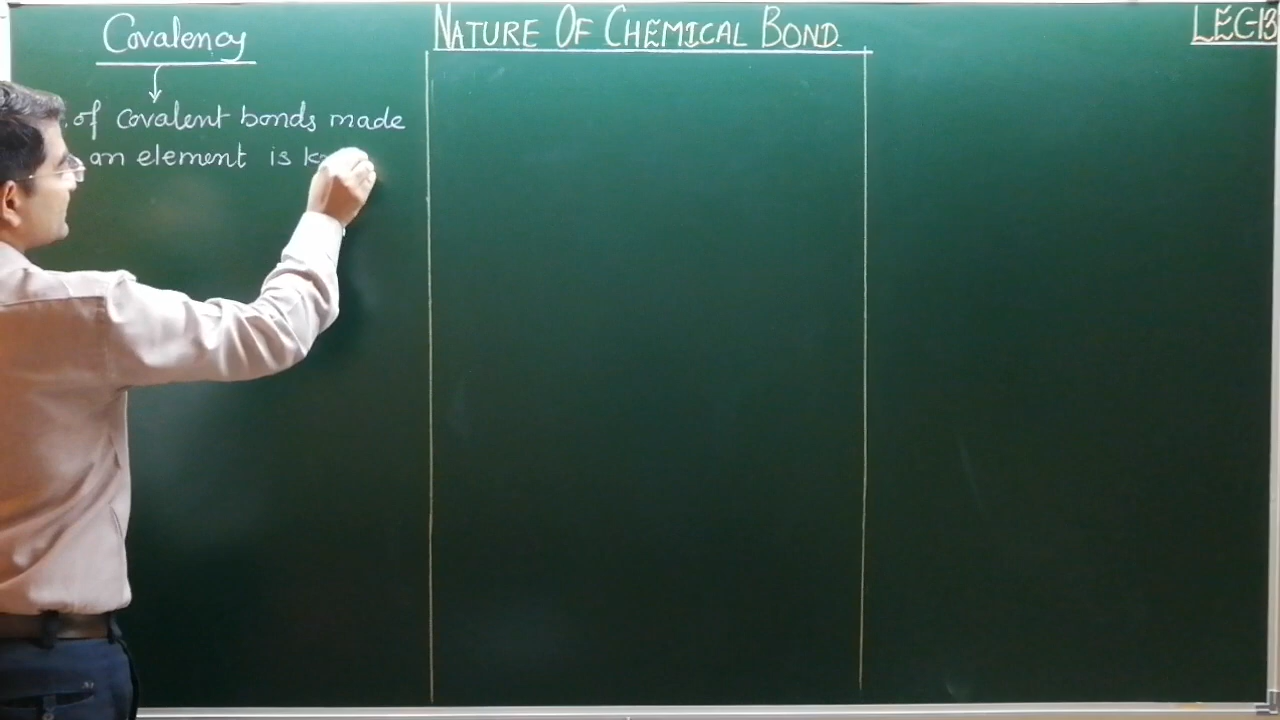 Covalency
NATURE OF CHEMICAL BOND.
LEC-13
of covalent bonds made
an element is